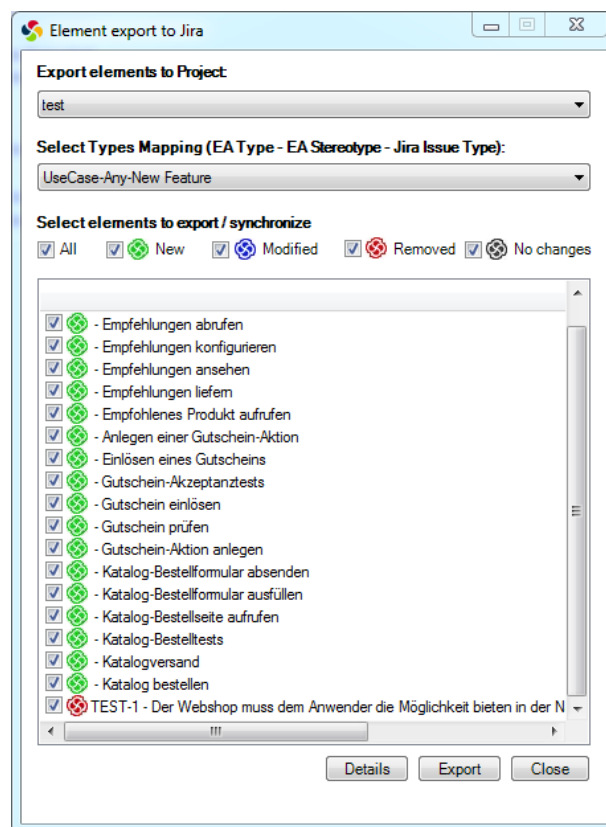 Element export to Jira
Export elements to Project:
test
Select Types Mapping (EA Type - EA Stereotype - Jira Issue Type):
UseCase-Any-New Feature
Select elements to export / synchronize
All New Modified Removed No changes
- Empfehlungen abrufen
- Empfehlungen konfigurieren
- Empfehlungen ansehen
- Empfehlungen liefern
- Empfohlenes Produkt aufrufen
- Anlegen einer Gutschein-Aktion
- Einlösen eines Gutscheins
- Gutschein-Akzeptanztests
- Gutschein einlösen
- Gutschein prüfen
- Gutschein-Aktion anlegen
- Katalog-Bestellformular absenden
- Katalog-Bestellformular ausfüllen
- Katalog-Bestellseite aufrufen
- Katalog-Bestelltests
- Katalogversand
- Katalog bestellen
TEST-1 - Der Webshop muss dem Anwender die Möglichkeit bieten in der N
Details Export Close